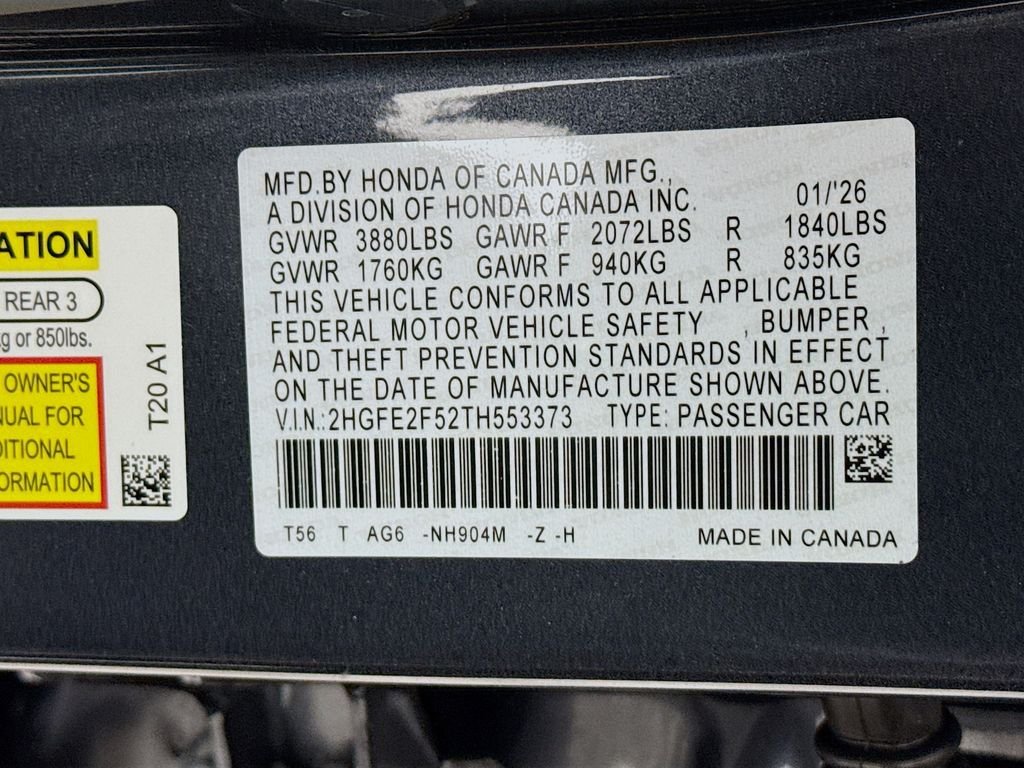 ATION
REAR 3
g or 850lbs.
OWNER'S
NUAL FOR
DITIONAL
FORMATION
T20 A1
MFD.BY HONDA OF CANADA MFG.,
A DIVISION OF HONDA CANADA INC. 01/'26
GVWR 3880LBS GAWR F 2072LBS R 1840LBS
GVWR 1760KG GAWR F 940KG R 835KG
THIS VEHICLE CONFORMS TO ALL APPLICABLE
FEDERAL MOTOR VEHICLE SAFETY , BUMPER ,
AND THEFT PREVENTION STANDARDS IN EFFECT
ON THE DATE OF MANUFACTURE SHOWN ABOVE.
V.I.N.:2HGFE2F52TH553373 TYPE: PASSENGER CAR
T56 T AG6 -NH904M -Z -H MADE IN CANADA